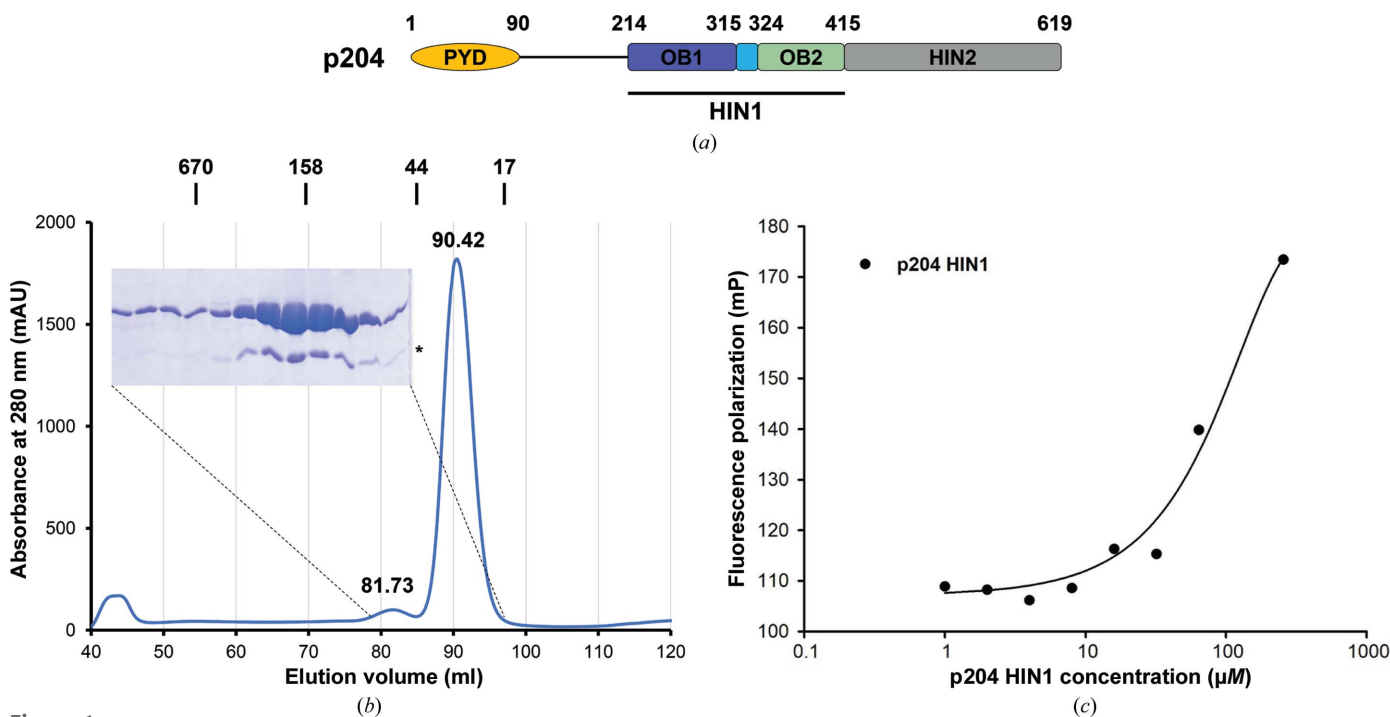 1 90 214 315 324 415 619
p204 PYD OB1 OB2 HIN2
HIN1
(a)
670 158 44 17
2000
1500
1000
500
0
Absorbance at 280 nm (mAU)
90.42
*
81.73
40 50 60 70 80 90 100 110 120
Elution volume (ml)
(b)
180
170
160
150
140
130
120
110
100
Fluorescence polarization (mP)
p204 HIN1
0.1 1 10 100 1000
p204 HIN1 concentration (µM)
(c)